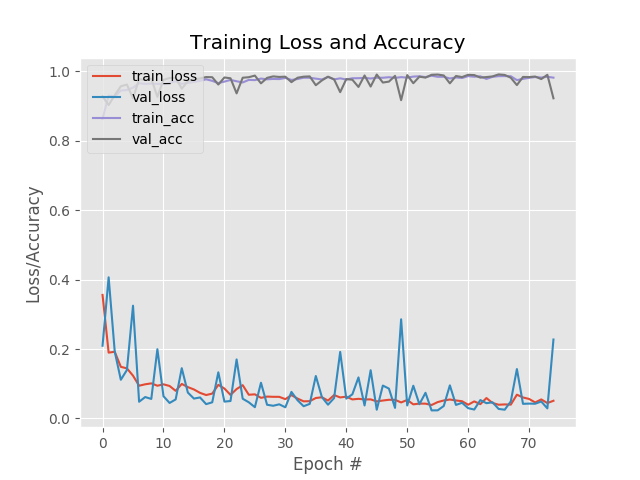 Training Loss and Accuracy
train_loss
val_loss
train_acc
val_acc
1.0
0.8
0.6
0.4
0.2
0.0
Loss/Accuracy
0 10 20 30 40 50 60 70
Epoch #